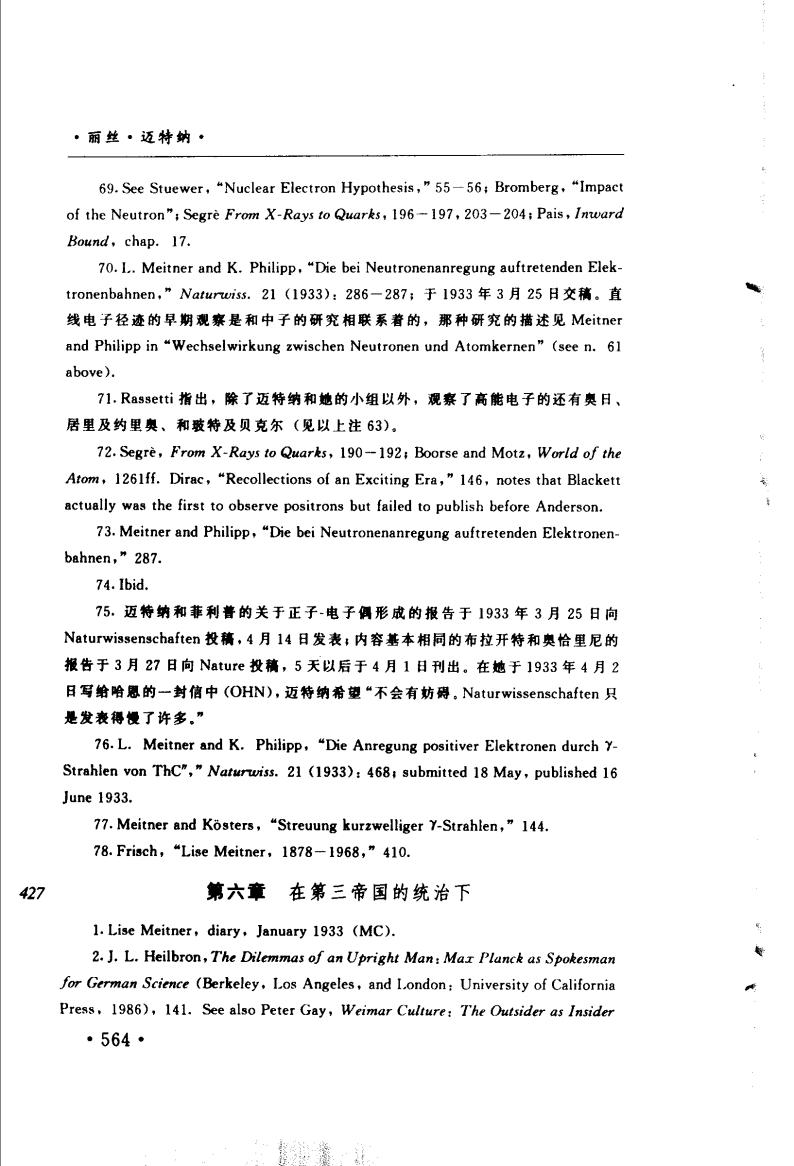 ·丽丝·迈特纳·
69. See Stuewer, “Nuclear Electron Hypothesis,” 55－56; Bromberg, “Impact
of the Neutron”; Segrè From X-Rays to Quarks, 196－197, 203－204; Pais, Inward
Bound, chap. 17.
70. L. Meitner and K. Philipp, “Die bei Neutronenanregung auftretenden Elek-
tronenbahnen,” Naturwiss. 21 (1933): 286－287; 于 1933 年 3 月 25 日交稿。直
线电子径迹的早期观察是和中子的研究相联系着的，那种研究的描述见 Meitner
and Philipp in “Wechselwirkung zwischen Neutronen und Atomkernen” (see n. 61
above).
71. Rassetti 指出，除了迈特纳和她的小组以外，观察了高能电子的还有奥日、
居里及约里奥、和玻特及贝克尔（见以上注 63）。
72. Segrè, From X-Rays to Quarks, 190－192; Boorse and Motz, World of the
Atom, 1261ff. Dirac, “Recollections of an Exciting Era,” 146, notes that Blackett
actually was the first to observe positrons but failed to publish before Anderson.
73. Meitner and Philipp, “Die bei Neutronenanregung auftretenden Elektronen-
bahnen,” 287.
74. Ibid.
75. 迈特纳和菲利普的关于正子-电子偶形成的报告于 1933 年 3 月 25 日向
Naturwissenschaften 投稿，4 月 14 日发表；内容基本相同的布拉开特和奥恰里尼的
报告于 3 月 27 日向 Nature 投稿，5 天以后于 4 月 1 日刊出。在她于 1933 年 4 月 2
日写给哈恩的一封信中 (OHN)，迈特纳希望“不会有妨碍。Naturwissenschaften 只
是发表得慢了许多。”
76. L. Meitner and K. Philipp, “Die Anregung positiver Elektronen durch γ-
Strahlen von ThC″,” Naturwiss. 21 (1933): 468; submitted 18 May, published 16
June 1933.
77. Meitner and Kösters, “Streuung kurzwelliger γ-Strahlen,” 144.
78. Frisch, “Lise Meitner, 1878－1968,” 410.
427 第六章 在第三帝国的统治下
1. Lise Meitner, diary, January 1933 (MC).
2. J. L. Heilbron, The Dilemmas of an Upright Man: Max Planck as Spokesman
for German Science (Berkeley, Los Angeles, and London: University of California
Press, 1986), 141. See also Peter Gay, Weimar Culture: The Outsider as Insider
·564·